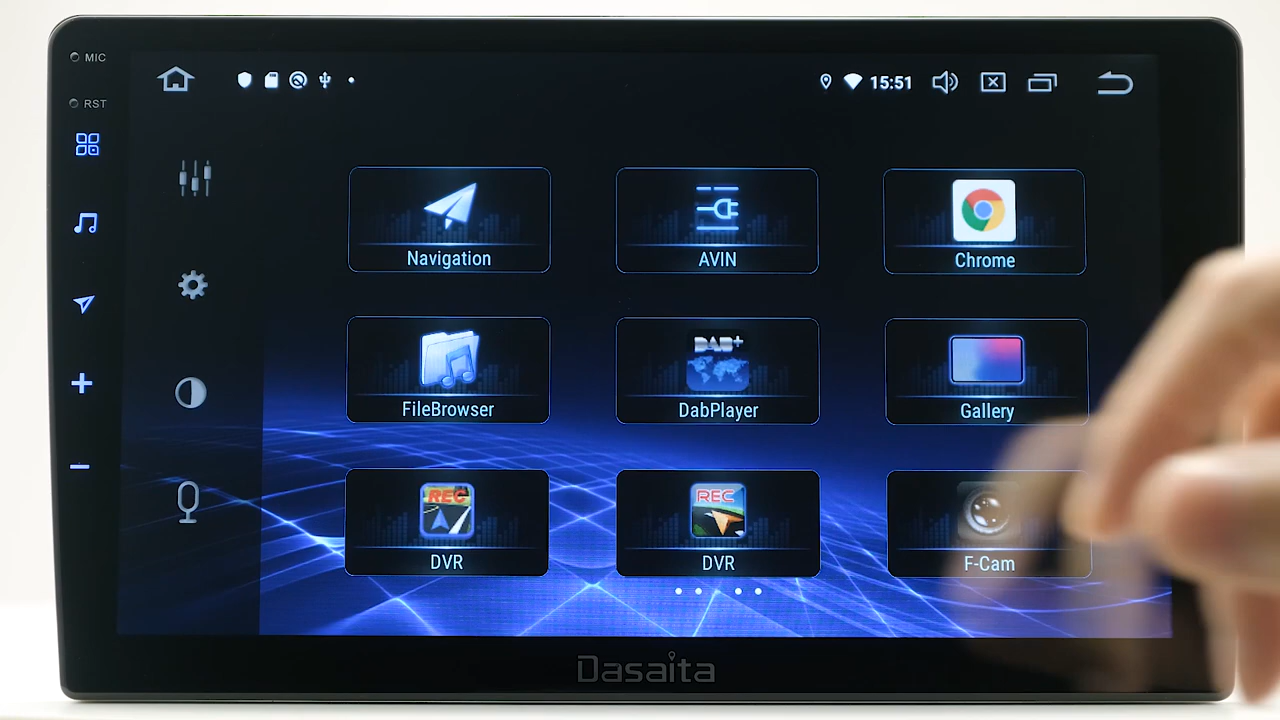 MIC
RST
15:51
Navigation
AVIN
Chrome
FileBrowser
DAB+
DabPlayer
Gallery
REC
DVR
REC
DVR
F-Cam
Dasaita